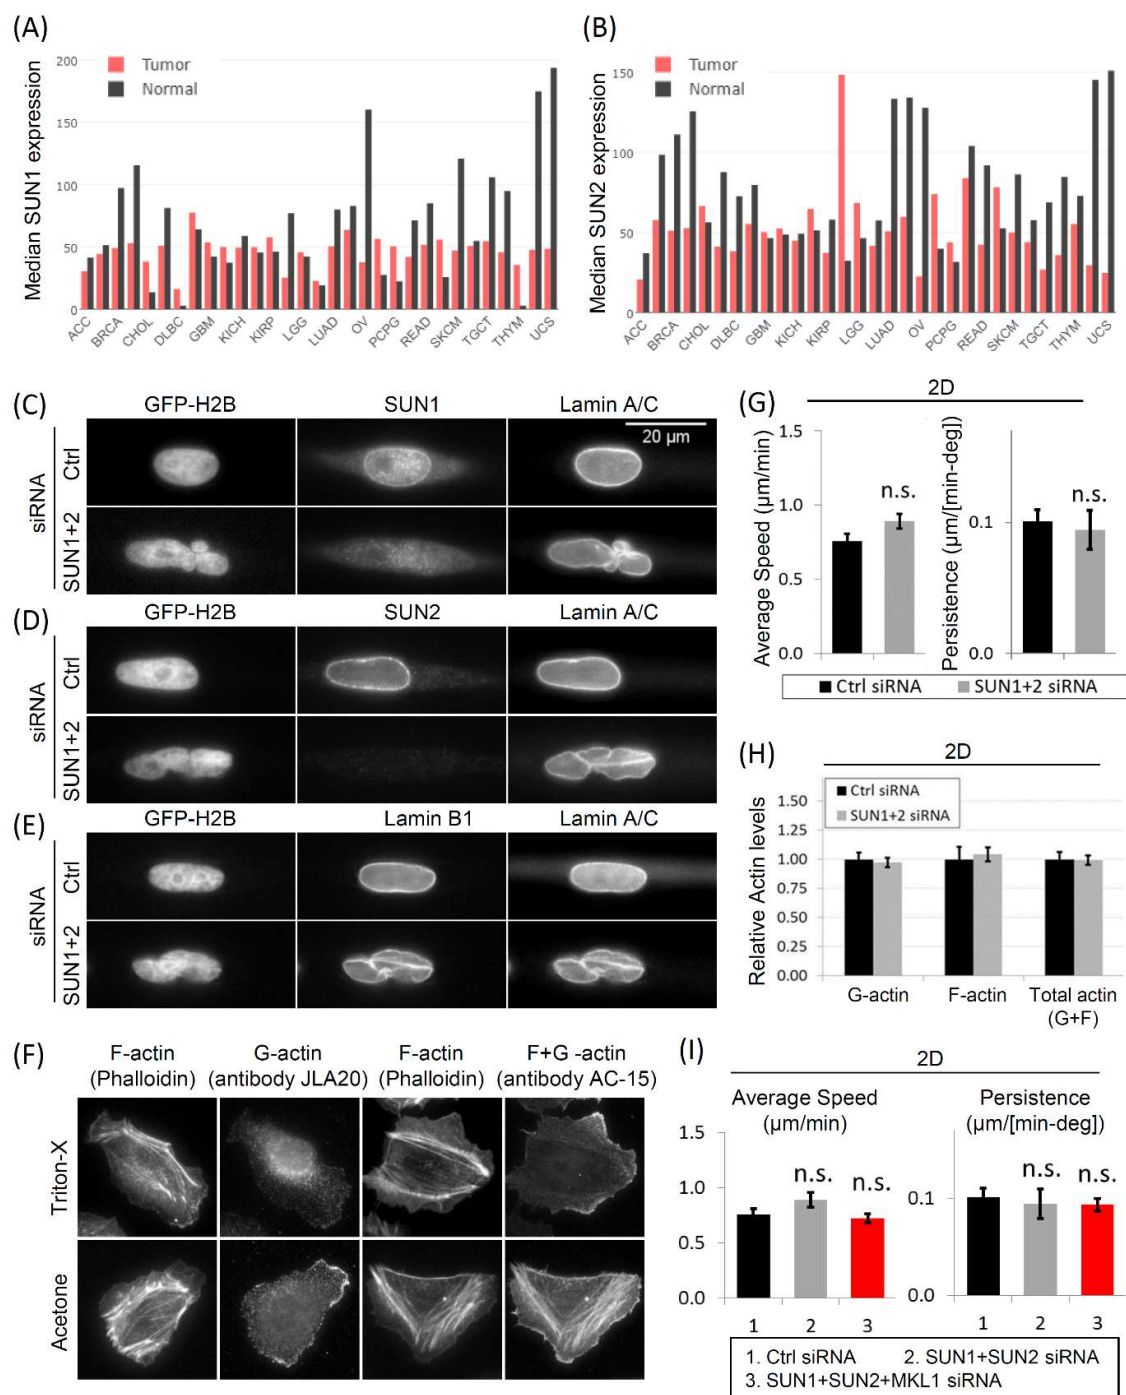 (A)
Median SUN1 expression
200
150
100
50
0
Tumor
Normal
ACC
BRCA
CHOL
DLBC
GBM
KICH
KIRP
LGG
LUAD
OV
PCPG
READ
SKCM
TGCT
THYM
UCS
(B)
Median SUN2 expression
150
100
50
0
Tumor
Normal
ACC
BRCA
CHOL
DLBC
GBM
KICH
KIRP
LGG
LUAD
OV
PCPG
READ
SKCM
TGCT
THYM
UCS
(C)
GFP-H2B SUN1 Lamin A/C
siRNA
Ctrl
SUN1+2
20 µm
(D)
GFP-H2B SUN2 Lamin A/C
siRNA
Ctrl
SUN1+2
(E)
GFP-H2B Lamin B1 Lamin A/C
siRNA
Ctrl
SUN1+2
(F)
F-actin
(Phalloidin)
G-actin
(antibody JLA20)
F-actin
(Phalloidin)
F+G -actin
(antibody AC-15)
Triton-X
Acetone
(G)
2D
Average Speed (µm/min)
1.5
1.0
0.5
0.0
n.s.
Persistence (µm/[min-deg])
0.1
0.0
n.s.
Ctrl siRNA SUN1+2 siRNA
(H)
2D
Relative Actin levels
1.50
1.25
1.00
0.75
0.50
0.25
0.00
Ctrl siRNA
SUN1+2 siRNA
G-actin
F-actin
Total actin
(G+F)
(I)
2D
Average Speed
(µm/min)
1.5
1.0
0.5
0.0
n.s.
n.s.
1 2 3
Persistence
(µm/[min-deg])
0.1
0.0
n.s.
n.s.
1 2 3
1. Ctrl siRNA 2. SUN1+SUN2 siRNA
3. SUN1+SUN2+MKL1 siRNA